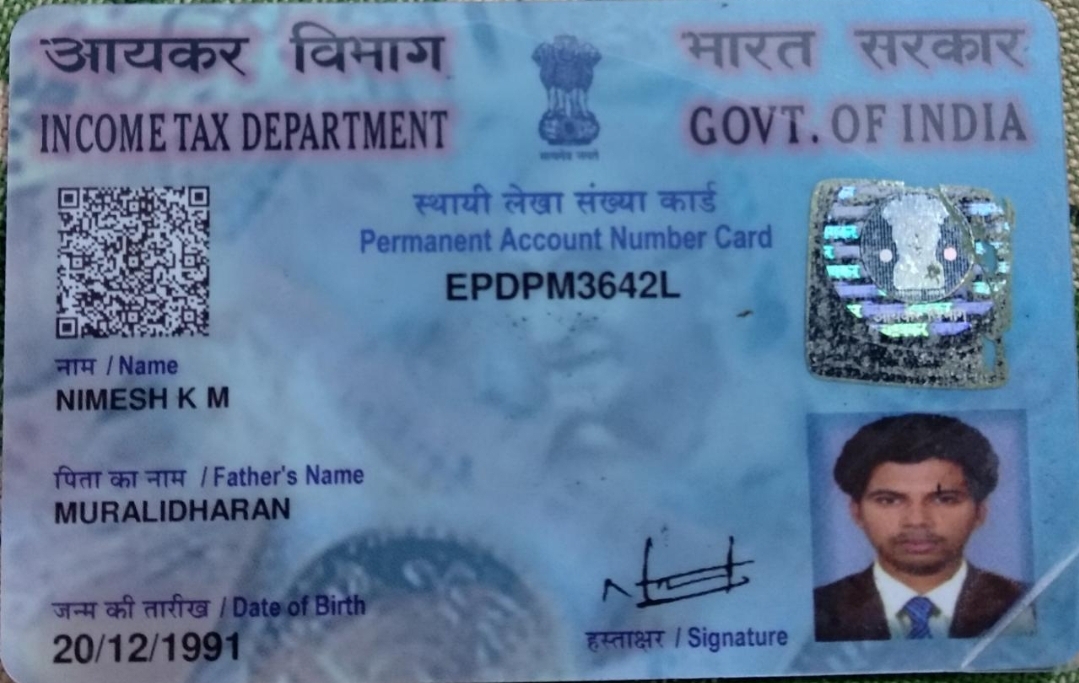 आयकर विभाग
INCOME TAX DEPARTMENT
भारत सरकार
GOVT. OF INDIA
सत्यमेव जयते
स्थायी लेखा संख्या कार्ड
Permanent Account Number Card
EPDPM3642L
आयकर विभाग
नाम / Name
NIMESH K M
पिता का नाम / Father's Name
MURALIDHARAN
जन्म की तारीख / Date of Birth
20/12/1991
हस्ताक्षर / Signature